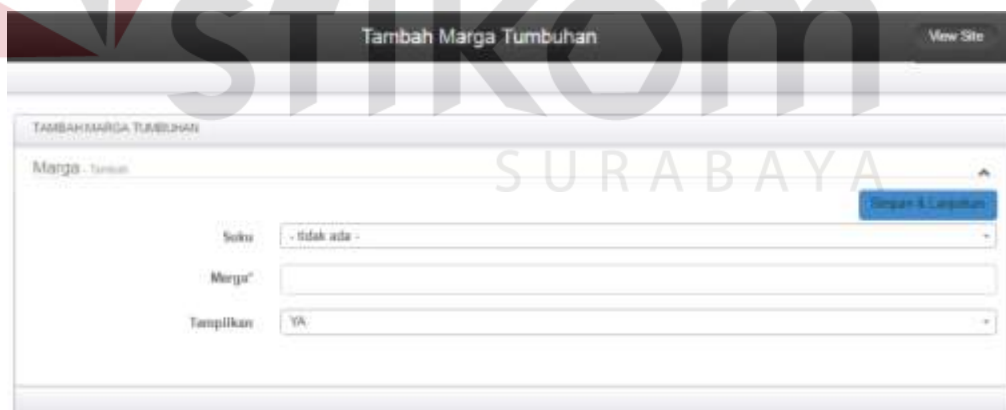 stikom
Tambah Marga Tumbuhan
View Site
TAMBAH MARGA TUMBUHAN
SURABAYA
Marga - Tambah
Simpan & Lanjutkan
Suku
- tidak ada -
Marga*
Tampilkan
YA